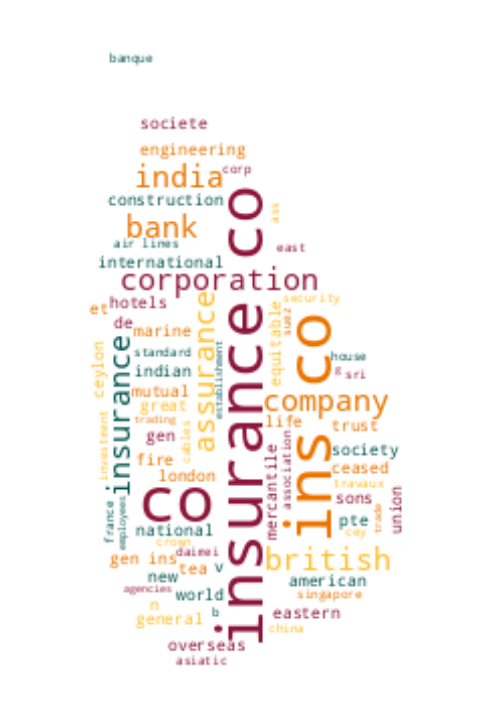 banque
societe
engineering
india
corp
construction
co
ass
bank
air lines
east
international
corporation
et
hotels
assurance
equitable
security
suez
de
marine
insurance co
ins co
ceylon
insurance
standard
establishment
house
indian
g
sri
mutual
company
great
investment
trading
cables
life
trust
gen
mercantile
association
society
fire
ceased
london
travaux
co
sons
union
france
employees
national
pte
trade
cey
crown
daimei
gen ins
tea
v
british
new
american
agencies
world
singapore
n
b
eastern
general
china
overseas
asiatic